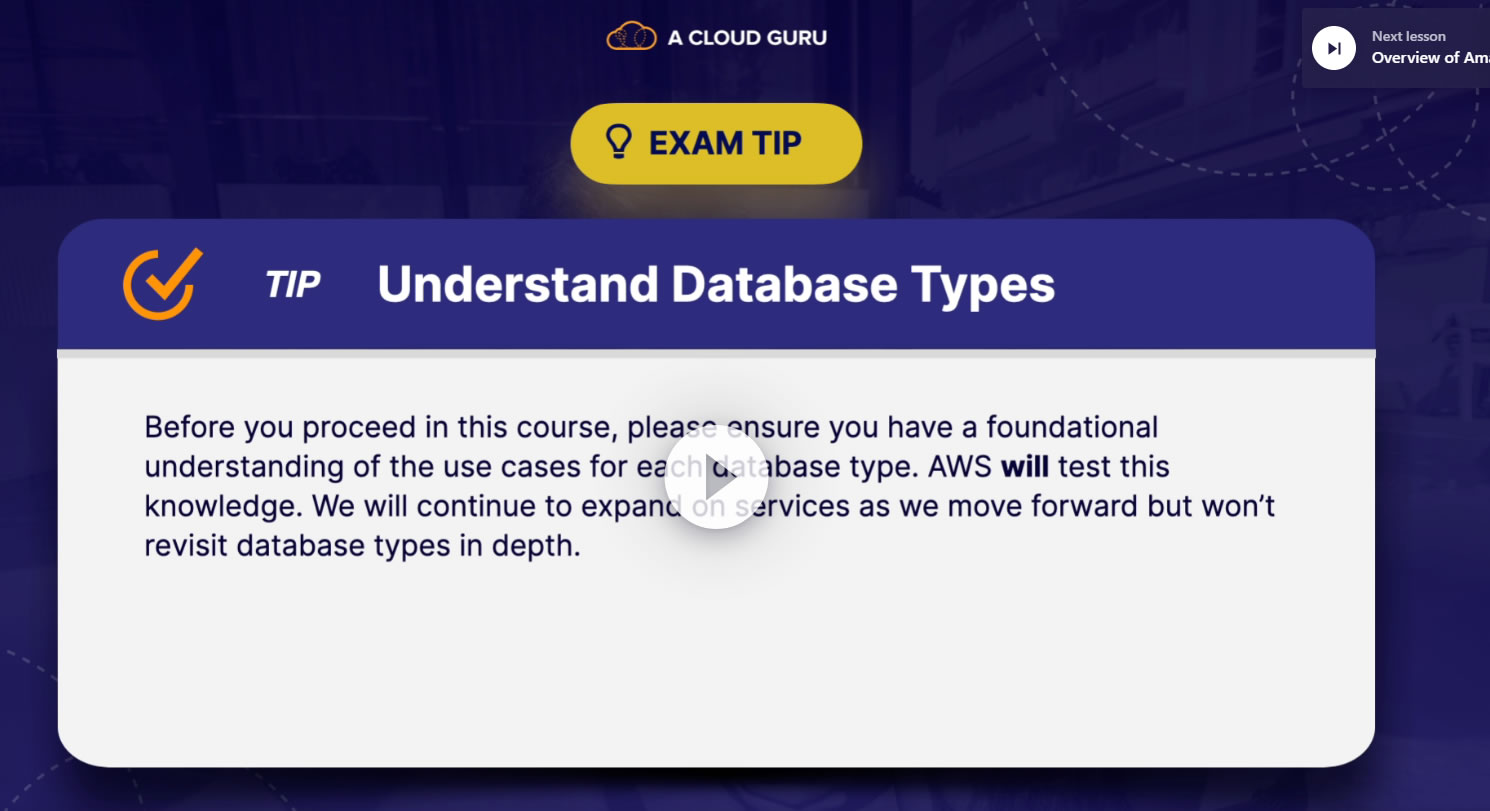 A CLOUD GURU
Next lesson
Overview of
EXAM TIP
TIP Understand Database Types
Before you proceed in this course, please ensure you have a foundational
understanding of the use cases for each database type. AWS will test this
knowledge. We will continue to expand on services as we move forward but won’t
revisit database types in depth.